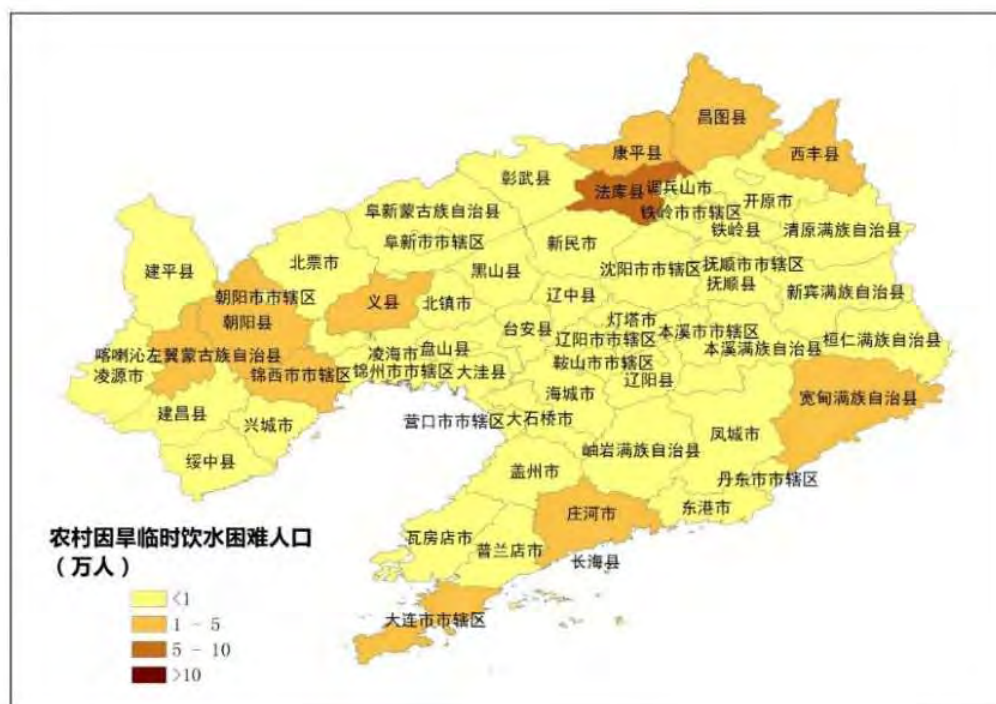 昌图县
康平县
西丰县
彰武县
法库县
调兵山市
开原市
阜新蒙古族自治县
铁岭市市辖区
铁岭县
清原满族自治县
阜新市市辖区
新民市
北票市
沈阳市市辖区
抚顺市市辖区
建平县
黑山县
抚顺县
朝阳市市辖区
义县
北镇市
辽中县
新宾满族自治县
朝阳县
灯塔市
台安县
辽阳市市辖区
本溪市市辖区
桓仁满族自治县
喀喇沁左翼蒙古族自治县
凌海市
盘山县
本溪满族自治县
凌源市
锦西市市辖区
锦州市市辖区
大洼县
鞍山市市辖区
辽阳县
海城市
宽甸满族自治县
建昌县
兴城市
营口市市辖区
大石桥市
岫岩满族自治县
凤城市
绥中县
盖州市
丹东市市辖区
庄河市
东港市
瓦房店市
普兰店市
长海县
大连市市辖区
农村因旱临时饮水困难人口
（万人）
<1
1 - 5
5 - 10
>10